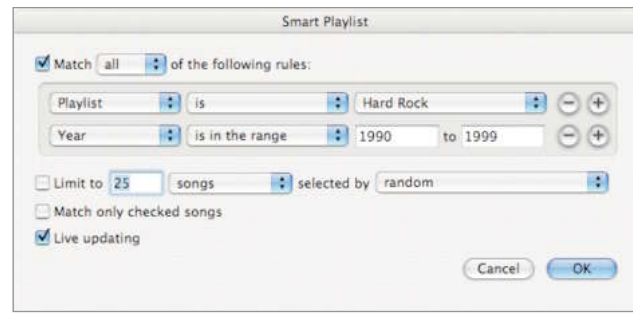 Smart Playlist
Match all of the following rules:
Playlist is Hard Rock
Year is in the range 1990 to 1999
Limit to 25 songs selected by random
Match only checked songs
Live updating
Cancel OK